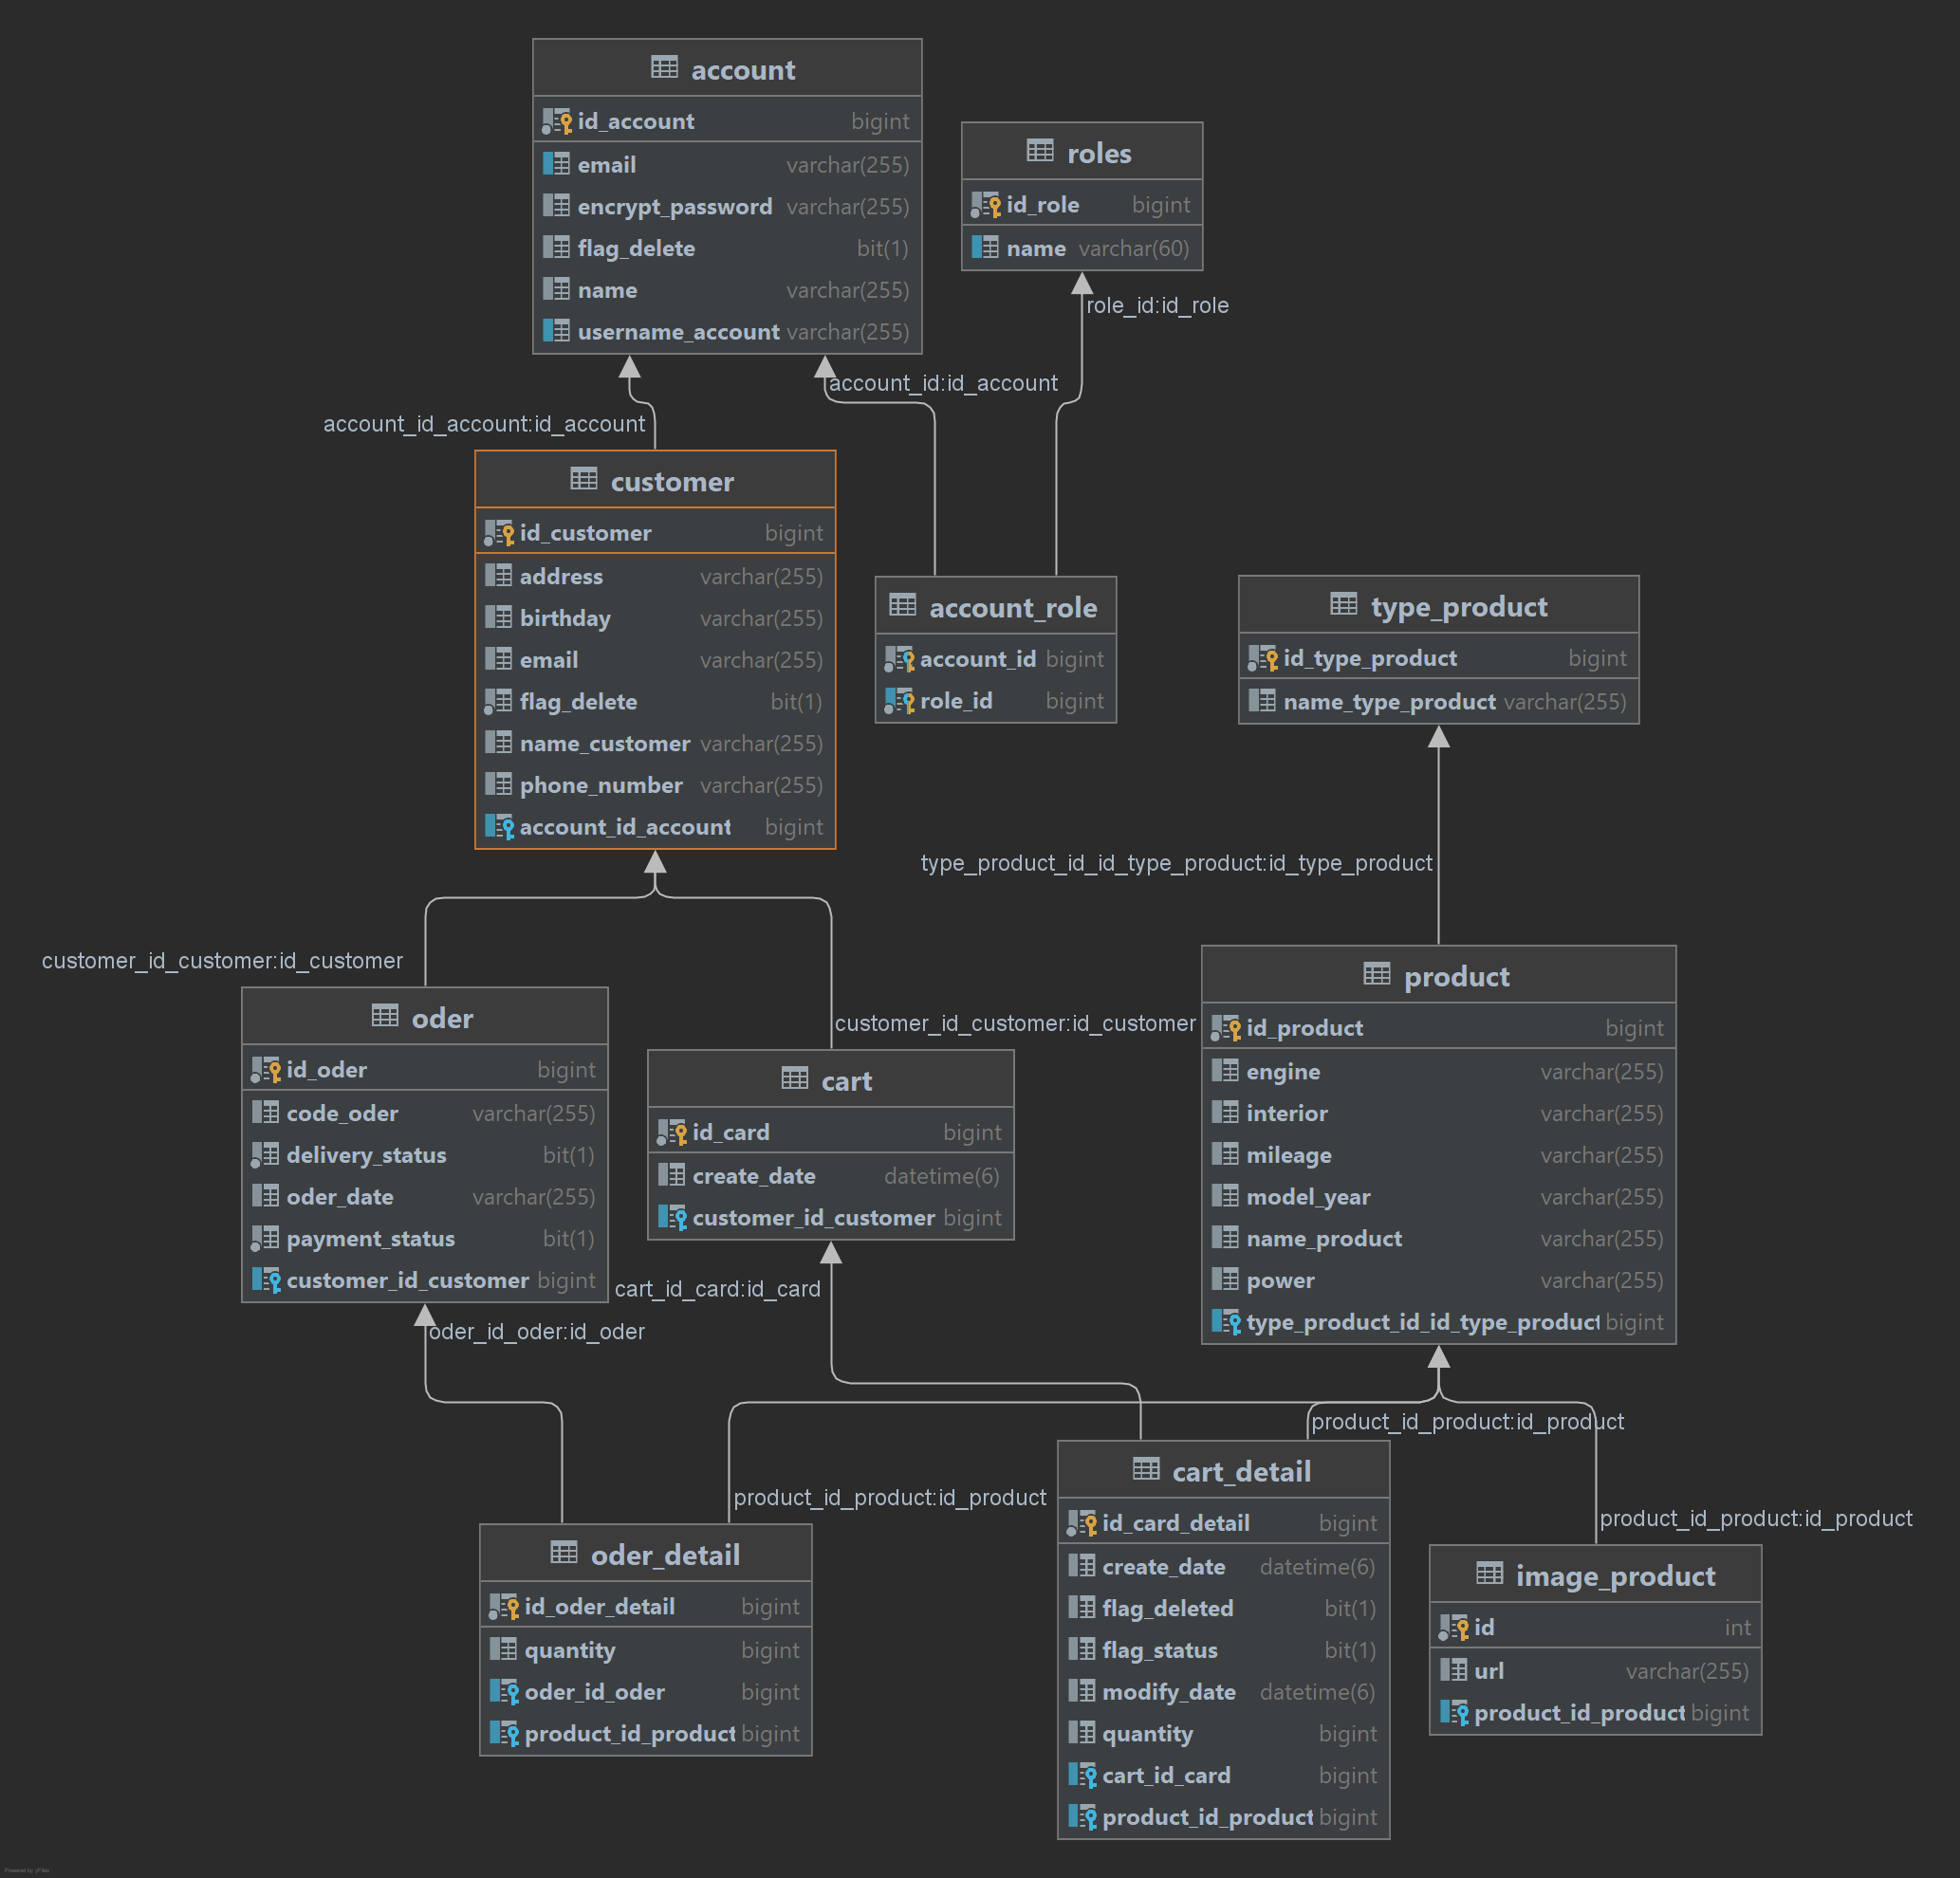 account
id_account bigint
email varchar(255)
encrypt_password varchar(255)
flag_delete bit(1)
name varchar(255)
username_account varchar(255)
roles
id_role bigint
name varchar(60)
role_id:id_role
account_id:id_account
account_id_account:id_account
customer
id_customer bigint
address varchar(255)
birthday varchar(255)
email varchar(255)
flag_delete bit(1)
name_customer varchar(255)
phone_number varchar(255)
account_id_account bigint
account_role
account_id bigint
role_id bigint
type_product
id_type_product bigint
name_type_product varchar(255)
type_product_id_id_type_product:id_type_product
customer_id_customer:id_customer
customer_id_customer:id_customer
oder
id_oder bigint
code_oder varchar(255)
delivery_status bit(1)
oder_date varchar(255)
payment_status bit(1)
customer_id_customer bigint
cart
id_card bigint
create_date datetime(6)
customer_id_customer bigint
product
id_product bigint
engine varchar(255)
interior varchar(255)
mileage varchar(255)
model_year varchar(255)
name_product varchar(255)
power varchar(255)
type_product_id_id_type_product bigint
cart_id_card:id_card
oder_id_oder:id_oder
product_id_product:id_product
product_id_product:id_product
product_id_product:id_product
oder_detail
id_oder_detail bigint
quantity bigint
oder_id_oder bigint
product_id_product bigint
cart_detail
id_card_detail bigint
create_date datetime(6)
flag_deleted bit(1)
flag_status bit(1)
modify_date datetime(6)
quantity bigint
cart_id_card bigint
product_id_product bigint
image_product
id int
url varchar(255)
product_id_product bigint
Powered by yFiles